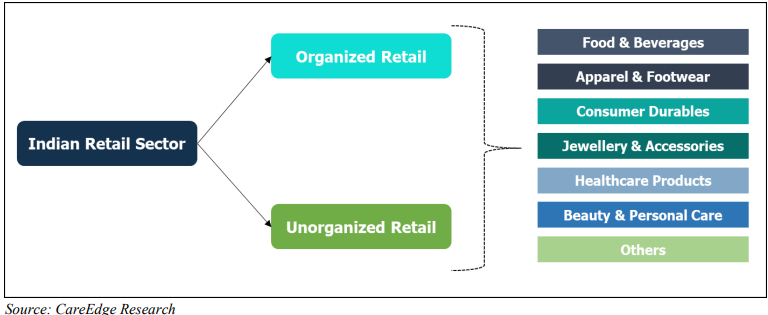 Indian Retail Sector
Organized Retail
Unorganized Retail
Food & Beverages
Apparel & Footwear
Consumer Durables
Jewellery & Accessories
Healthcare Products
Beauty & Personal Care
Others
Source: CareEdge Research